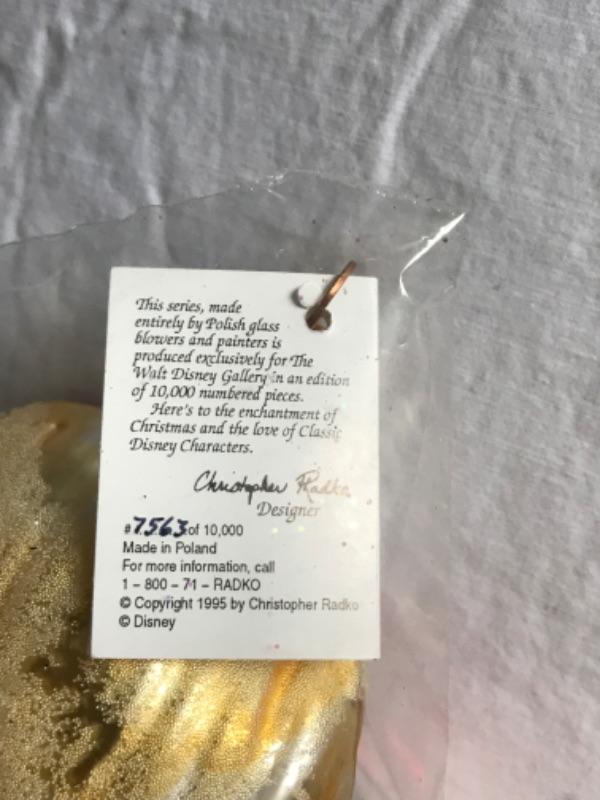 This series, made
entirely by Polish glass
blowers and painters is
produced exclusively for The
Walt Disney Gallery in an edition
of 10,000 numbered pieces.
Here's to the enchantment of
Christmas and the love of Classic
Disney Characters.
Christopher Radko
Designer
#7563 of 10,000
Made in Poland
For more information, call
1 – 800 – 71 – RADKO
© Copyright 1995 by Christopher Radko
© Disney